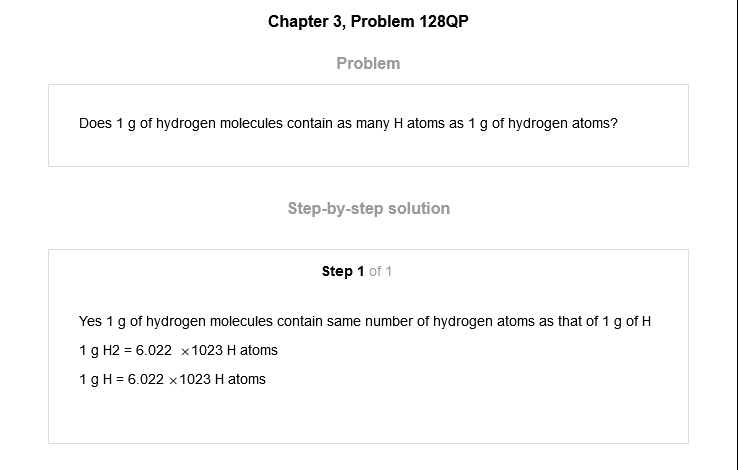 Chapter 3, Problem 128QP
Problem
Does 1 g of hydrogen molecules contain as many H atoms as 1 g of hydrogen atoms?
Step-by-step solution
Step 1 of 1
Yes 1 g of hydrogen molecules contain same number of hydrogen atoms as that of 1 g of H
1 g H2 = 6.022 ×1023 H atoms
1 g H = 6.022 ×1023 H atoms